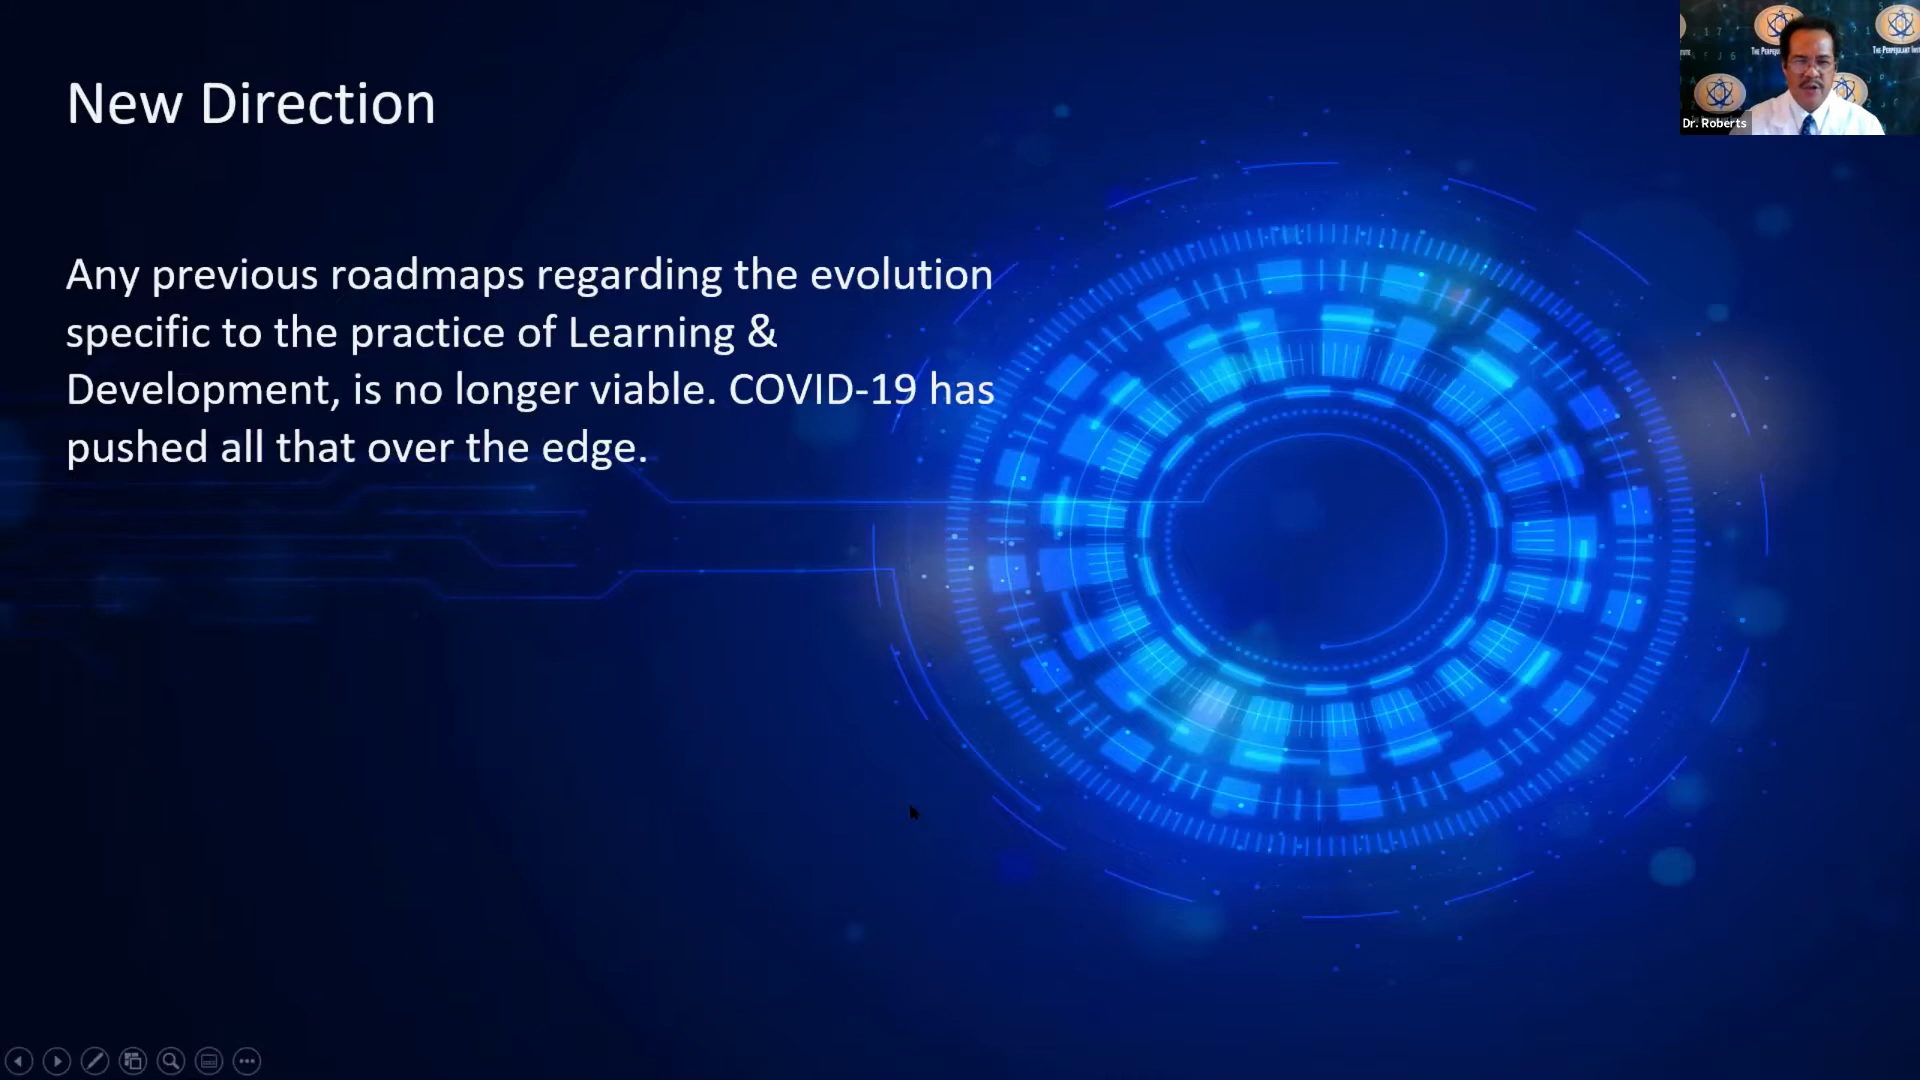 New Direction
Any previous roadmaps regarding the evolution
specific to the practice of Learning &
Development, is no longer viable. COVID-19 has
pushed all that over the edge.
Dr. Roberts